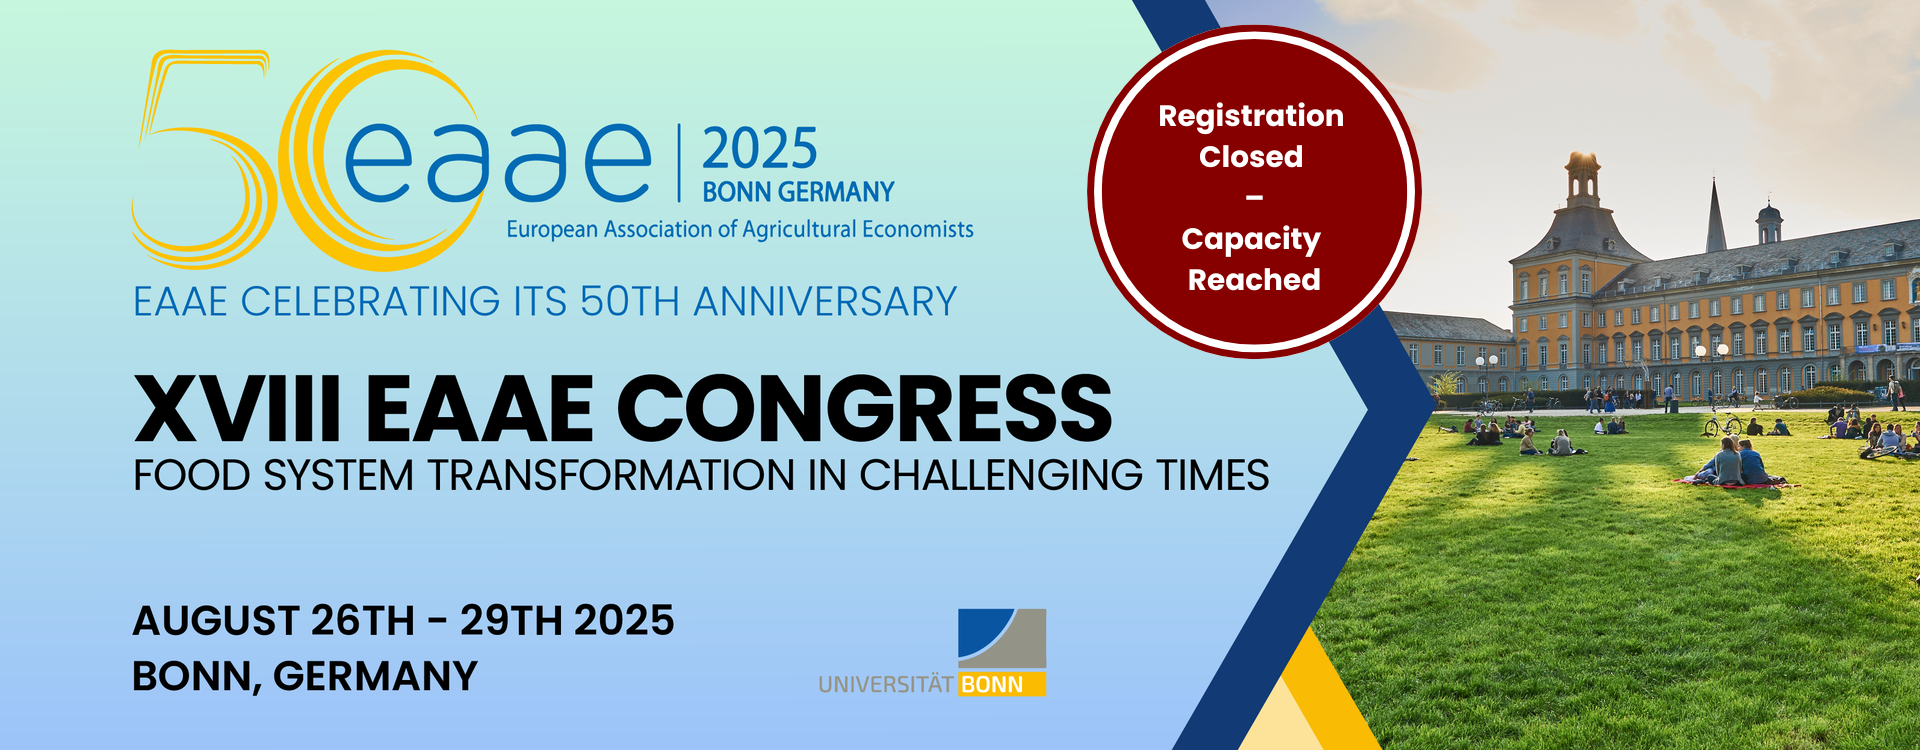 50 eaae
2025
BONN GERMANY
European Association of Agricultural Economists
EAAE CELEBRATING ITS 50TH ANNIVERSARY
Registration
Closed
–
Capacity
Reached
XVIII EAAE CONGRESS
FOOD SYSTEM TRANSFORMATION IN CHALLENGING TIMES
AUGUST 26TH - 29TH 2025
BONN, GERMANY
UNIVERSITÄT BONN